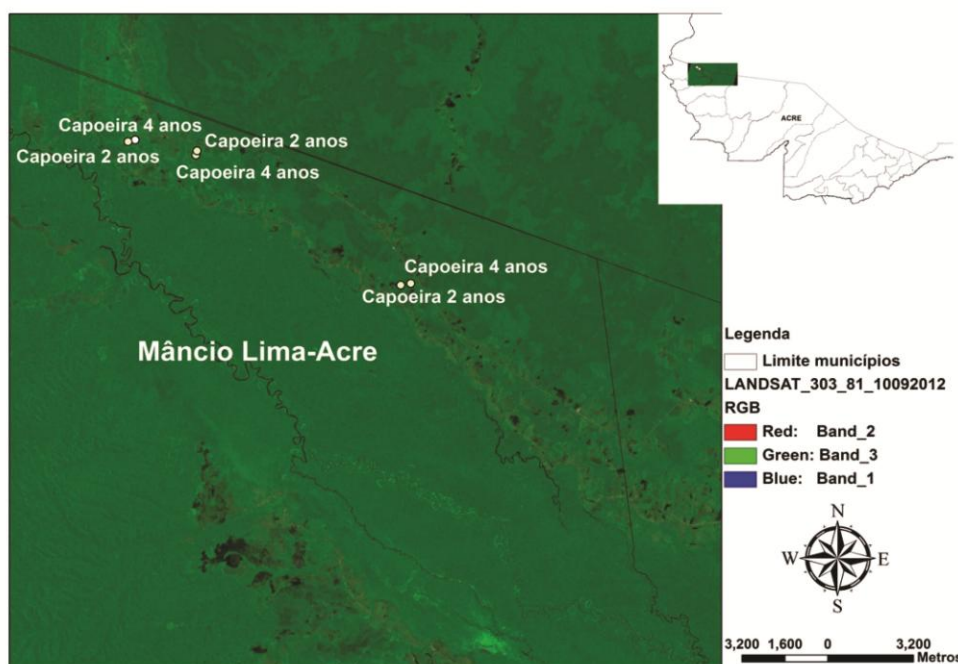 Capoeira 4 anos
Capoeira 2 anos
Capoeira 2 anos
Capoeira 4 anos
Capoeira 4 anos
Capoeira 2 anos
Mâncio Lima-Acre
ACRE
Legenda
Limite municípios
LANDSAT_303_81_10092012
RGB
Red: Band_2
Green: Band_3
Blue: Band_1
N
W E
S
3,200 1,600 0 3,200
Metros